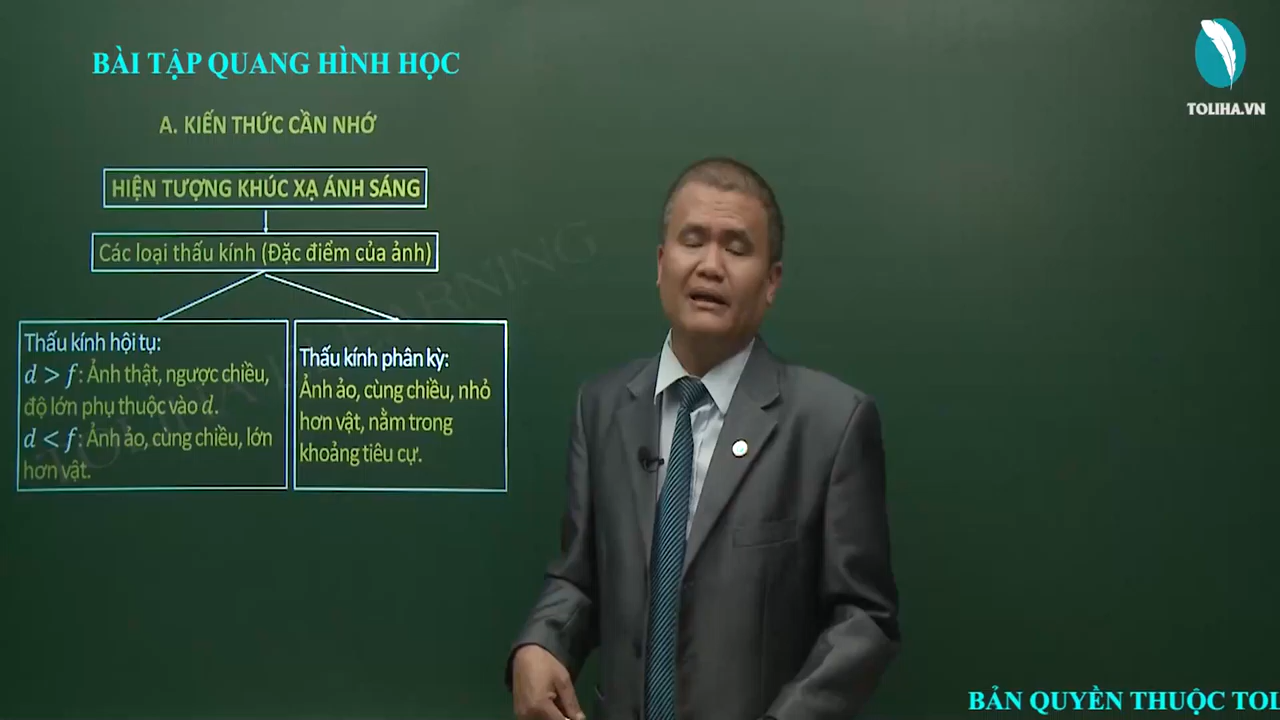 BÀI TẬP QUANG HÌNH HỌC
TOLIHA.VN
A. KIẾN THỨC CẦN NHỚ
HIỆN TƯỢNG KHÚC XẠ ÁNH SÁNG
Các loại thấu kính (Đặc điểm của ảnh)
Thấu kính hội tụ:
d > f: Ảnh thật, ngược chiều,
độ lớn phụ thuộc vào d.
d < f: Ảnh ảo, cùng chiều, lớn
hơn vật.
Thấu kính phân kỳ:
Ảnh ảo, cùng chiều, nhỏ
hơn vật, nằm trong
khoảng tiêu cự.
BẢN QUYỀN THUỘC TOL